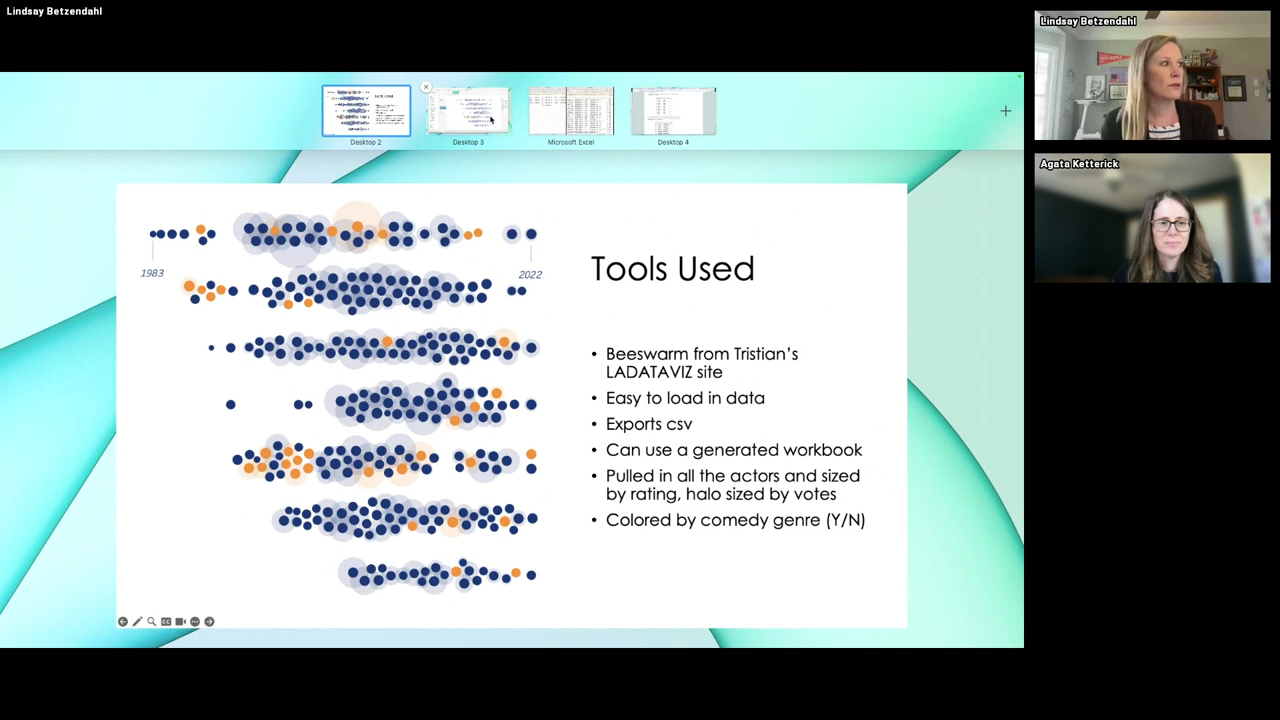 Lindsay Betzendahl
Lindsay Betzendahl
Agata Ketterick
Tools Used
Desktop 2
Desktop 3
Microsoft Excel
Desktop 4
1983
2022
Tools Used
• Beeswarm from Tristian’s
LADATAVIZ site
• Easy to load in data
• Exports csv
• Can use a generated workbook
• Pulled in all the actors and sized
by rating, halo sized by votes
• Colored by comedy genre (Y/N)